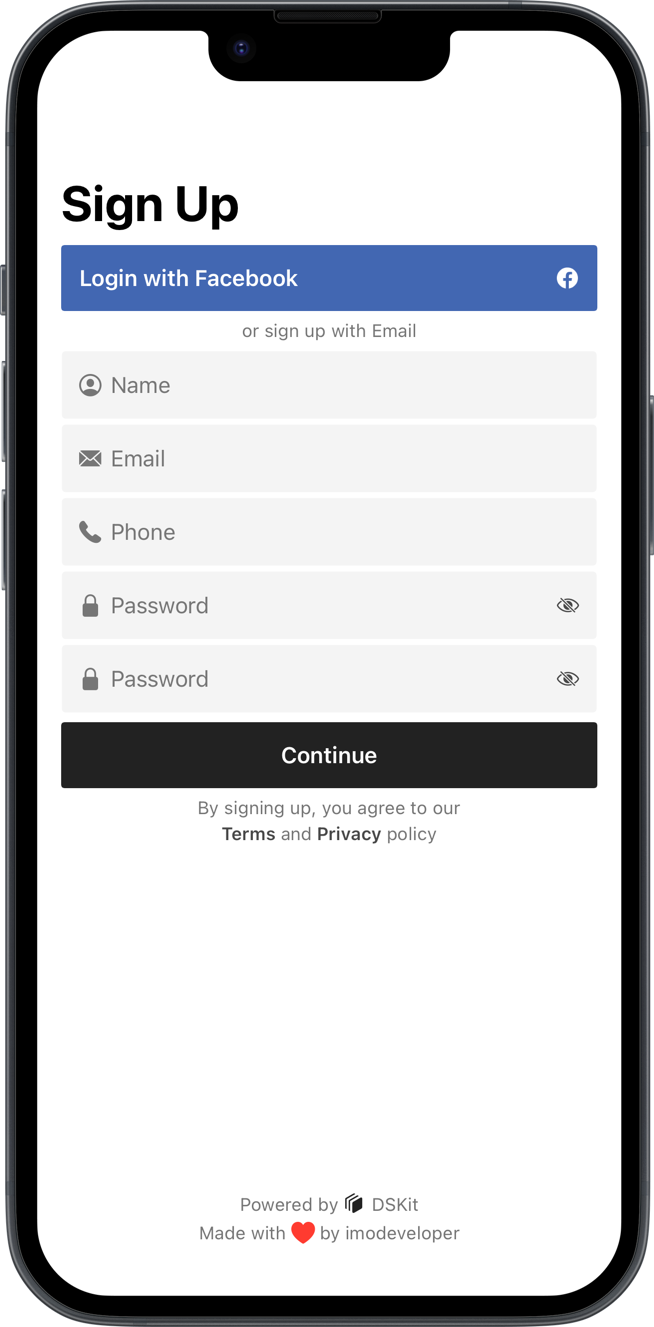 Sign Up
Login with Facebook
or sign up with Email
Name
Email
Phone
Password
Password
Continue
By signing up, you agree to our
Terms and Privacy policy
Powered by DSKit
Made with ❤️ by imodeveloper